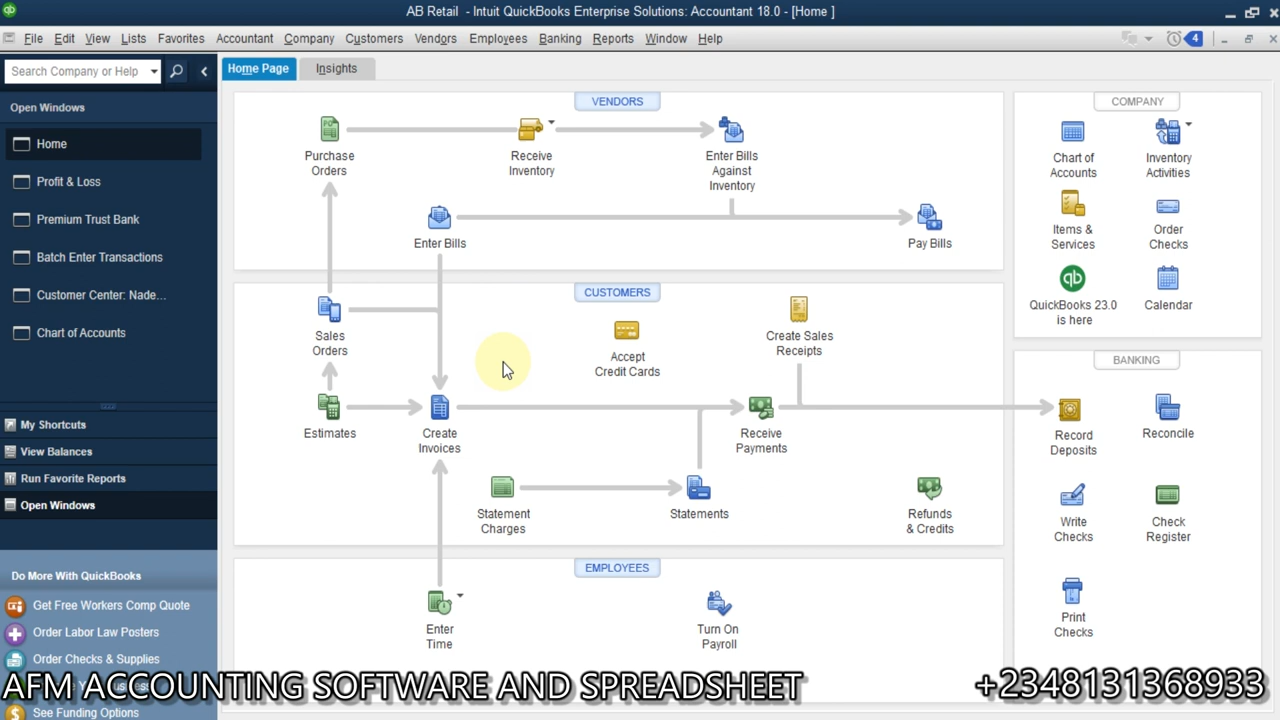 AB Retail - Intuit QuickBooks Enterprise Solutions: Accountant 18.0 - [Home ]
File Edit View Lists Favorites Accountant Company Customers Vendors Employees Banking Reports Window Help
4
Search Company or Help
Home Page
Insights
Open Windows
Home
Profit & Loss
Premium Trust Bank
Batch Enter Transactions
Customer Center: Nade...
Chart of Accounts
My Shortcuts
View Balances
Run Favorite Reports
Open Windows
Do More With QuickBooks
Get Free Workers Comp Quote
Order Labor Law Posters
Order Checks & Supplies
See Funding Options
VENDORS
PO
Purchase
Orders
Receive
Inventory
Enter Bills
Against
Inventory
Enter Bills
Pay Bills
CUSTOMERS
Sales
Orders
Accept
Credit Cards
Create Sales
Receipts
Estimates
Create
Invoices
Receive
Payments
Statement
Charges
Statements
Refunds
& Credits
EMPLOYEES
Enter
Time
Turn On
Payroll
COMPANY
Chart of
Accounts
Inventory
Activities
Items &
Services
Order
Checks
qb
QuickBooks 23.0
is here
Calendar
BANKING
Record
Deposits
Reconcile
Write
Checks
Check
Register
Print
Checks
AFM ACCOUNTING SOFTWARE AND SPREADSHEET
+2348131368933